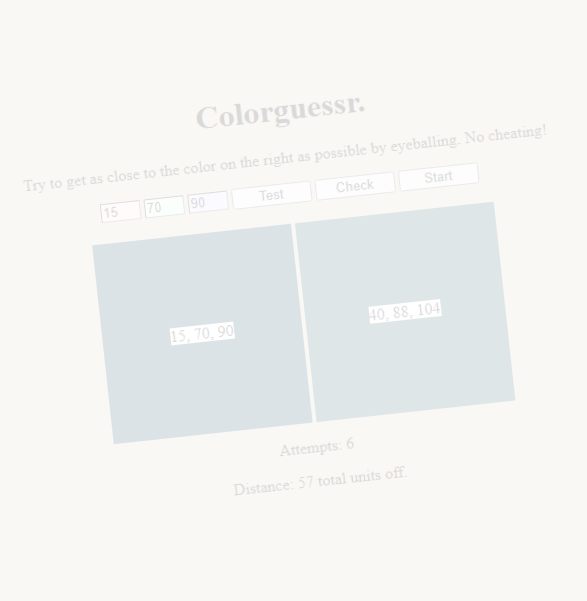 Colorguessr.
Try to get as close to the color on the right as possible by eyeballing. No cheating!
15 70 90 Test Check Start
15, 70, 90 40, 88, 104
Attempts: 6
Distance: 57 total units off.